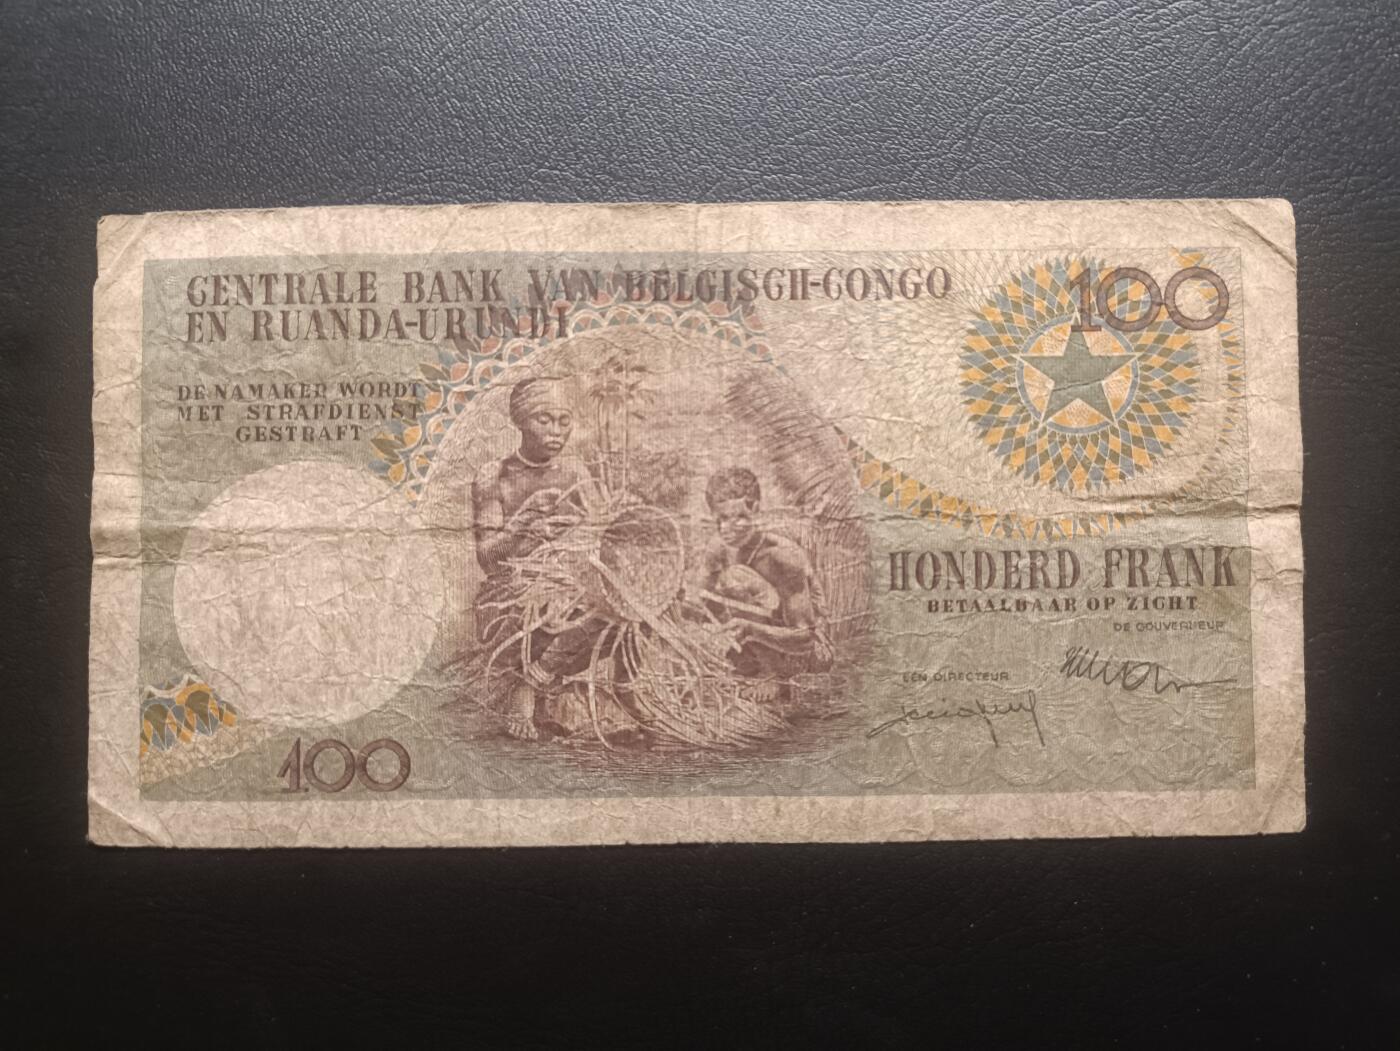 CENTRALE BANK VAN BELGISCH-CONGO
EN RUANDA-URUNDI
100
DE NAMAKER WORDT
MET STRAFDIENST
GESTRAFT
HONDERD FRANK
BETAALBAAR OP ZICHT
DE GOUVERNEUR
EEN DIRECTEUR
100